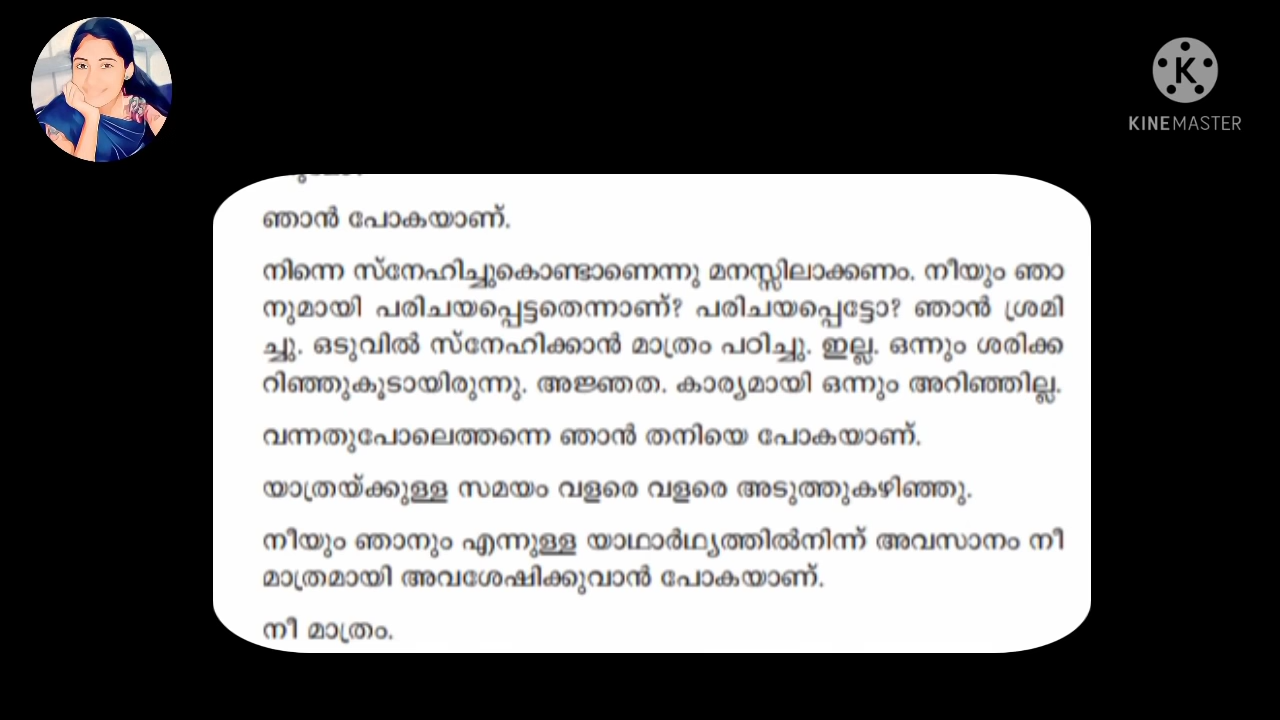 K
KINEMASTER
ഞാൻ പോകയാണ്.
നിന്നെ സ്നേഹിച്ചുകൊണ്ടാണെന്നു മനസ്സിലാക്കണം. നീയും ഞാ
നുമായി പരിചയപ്പെട്ടതെന്നാണ്? പരിചയപ്പെട്ടോ? ഞാൻ ശ്രമി
ച്ചു. ഒടുവിൽ സ്നേഹിക്കാൻ മാത്രം പഠിച്ചു. ഇല്ല. ഒന്നും ശരിക്ക
റിഞ്ഞുകൂടായിരുന്നു. അജ്ഞത. കാര്യമായി ഒന്നും അറിഞ്ഞില്ല.
വന്നതുപോലെത്തന്നെ ഞാൻ തനിയെ പോകയാണ്.
യാത്രയ്ക്കുള്ള സമയം വളരെ വളരെ അടുത്തുകഴിഞ്ഞു.
നീയും ഞാനും എന്നുള്ള യാഥാർഥ്യത്തിൽനിന്ന് അവസാനം നീ
മാത്രമായി അവശേഷിക്കുവാൻ പോകയാണ്.
നീ മാത്രം.